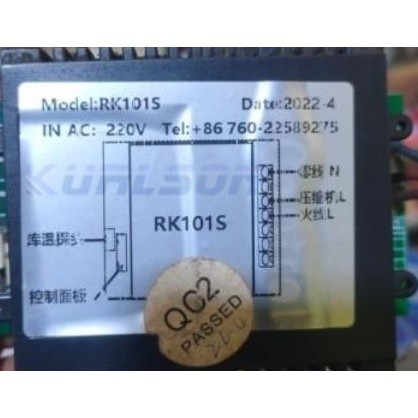 Model:RK101S Date:2022-4
IN AC: 220V Tel:+86 760-22589275
零线 N
压缩机L
火线 L
RK101S
库温探头
控制面板
QC2
PASSED